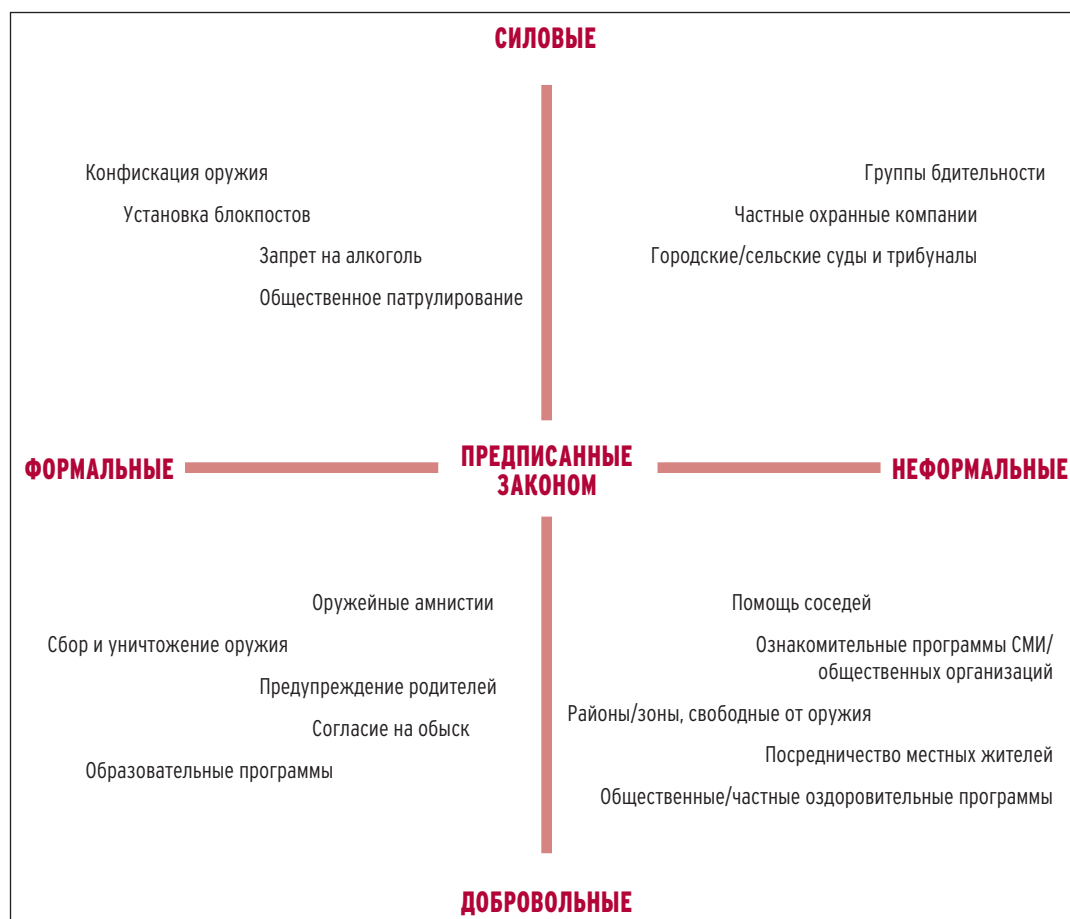 СИЛОВЫЕ
Конфискация оружия
Группы бдительности
Установка блокпостов
Частные охранные компании
Запрет на алкоголь
Городские/сельские суды и трибуналы
Общественное патрулирование
ФОРМАЛЬНЫЕ
ПРЕДПИСАННЫЕ
ЗАКОНОМ
НЕФОРМАЛЬНЫЕ
Оружейные амнистии
Помощь соседей
Сбор и уничтожение оружия
Ознакомительные программы СМИ/
общественных организаций
Предупреждение родителей
Районы/зоны, свободные от оружия
Согласие на обыск
Посредничество местных жителей
Образовательные программы
Общественные/частные оздоровительные программы
ДОБРОВОЛЬНЫЕ